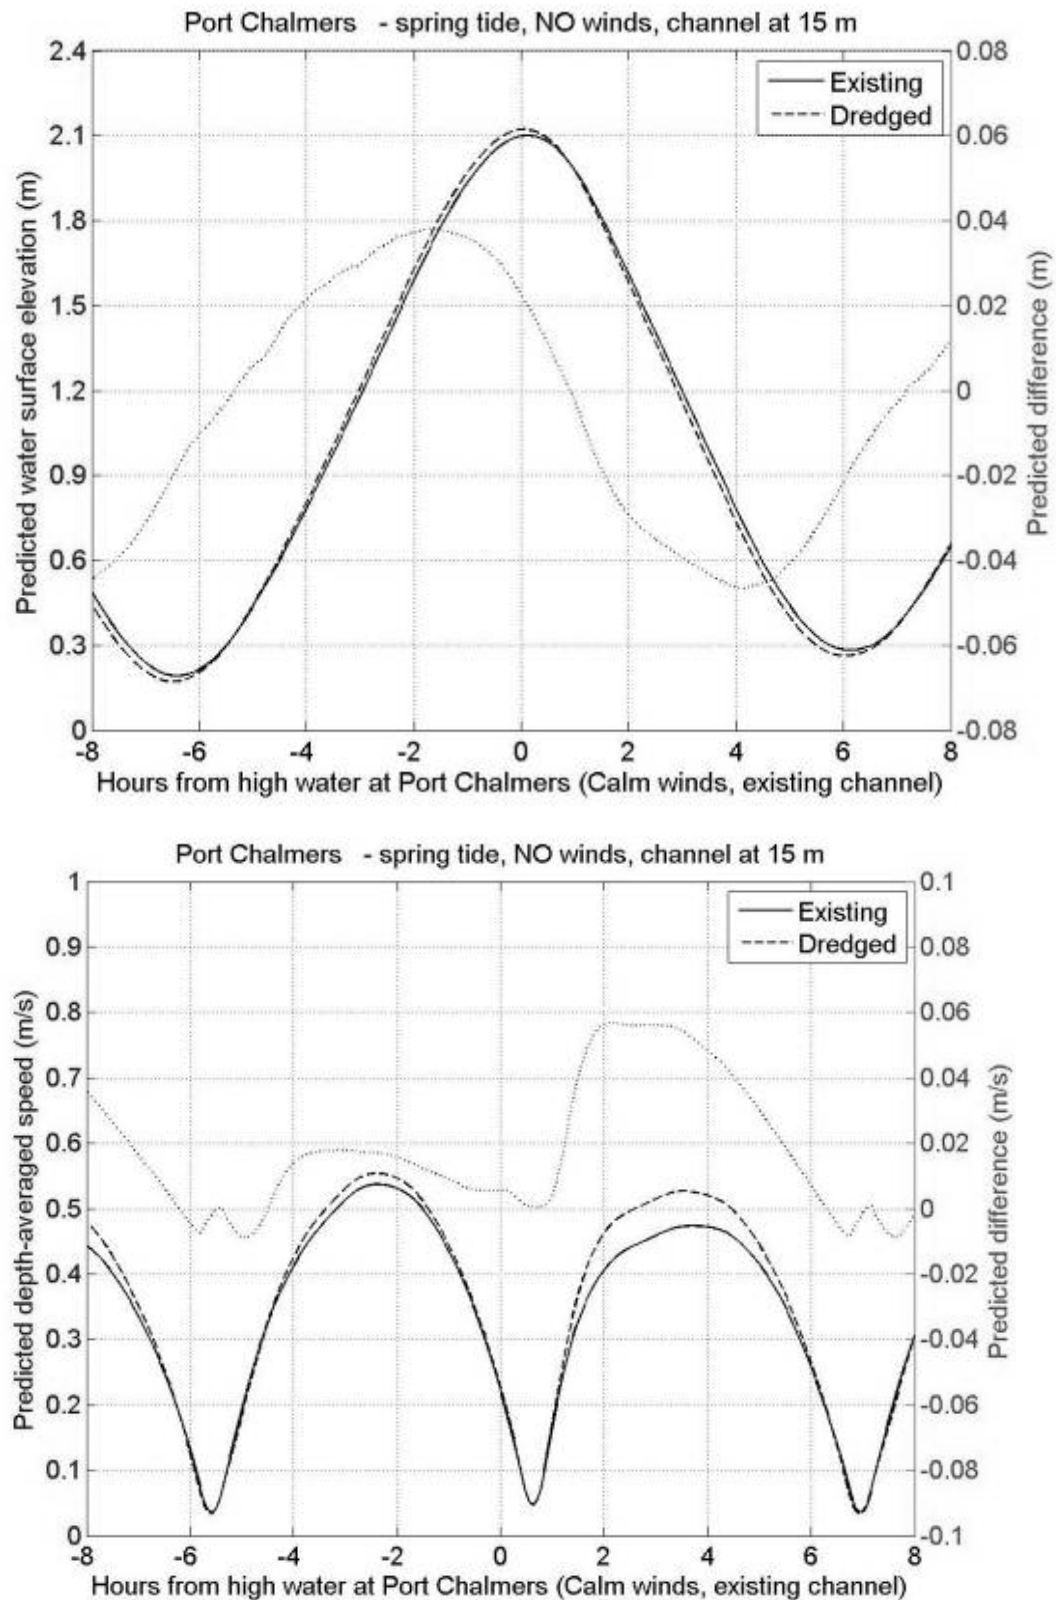 Port Chalmers - spring tide, NO winds, channel at 15 m
2.4
2.1
1.8
1.5
1.2
0.9
0.6
0.3
0
Predicted water surface elevation (m)
Existing
Dredged
0.08
0.06
0.04
0.02
0
-0.02
-0.04
-0.06
-0.08
Predicted difference (m)
-8 -6 -4 -2 0 2 4 6 8
Hours from high water at Port Chalmers (Calm winds, existing channel)
Port Chalmers - spring tide, NO winds, channel at 15 m
1
0.9
0.8
0.7
0.6
0.5
0.4
0.3
0.2
0.1
0
Predicted depth-averaged speed (m/s)
Existing
Dredged
0.1
0.08
0.06
0.04
0.02
0
-0.02
-0.04
-0.06
-0.08
-0.1
Predicted difference (m/s)
-8 -6 -4 -2 0 2 4 6 8
Hours from high water at Port Chalmers (Calm winds, existing channel)